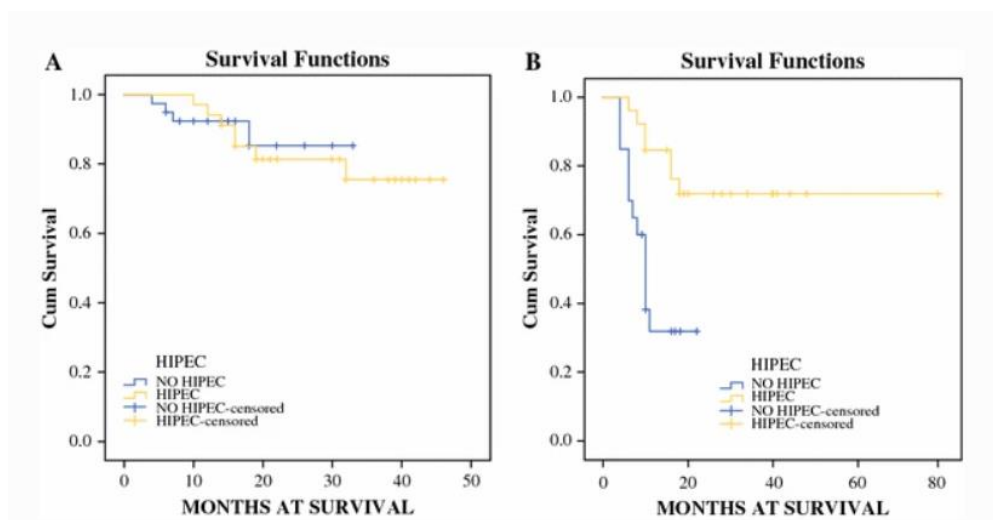 A
Survival Functions
Cum Survival
1.0
0.8
0.6
0.4
0.2
0.0
HIPEC
NO HIPEC
HIPEC
NO HIPEC-censored
HIPEC-censored
0 10 20 30 40 50
MONTHS AT SURVIVAL
B
Survival Functions
Cum Survival
1.0
0.8
0.6
0.4
0.2
0.0
HIPEC
NO HIPEC
HIPEC
NO HIPEC-censored
HIPEC-censored
0 20 40 60 80
MONTHS AT SURVIVAL